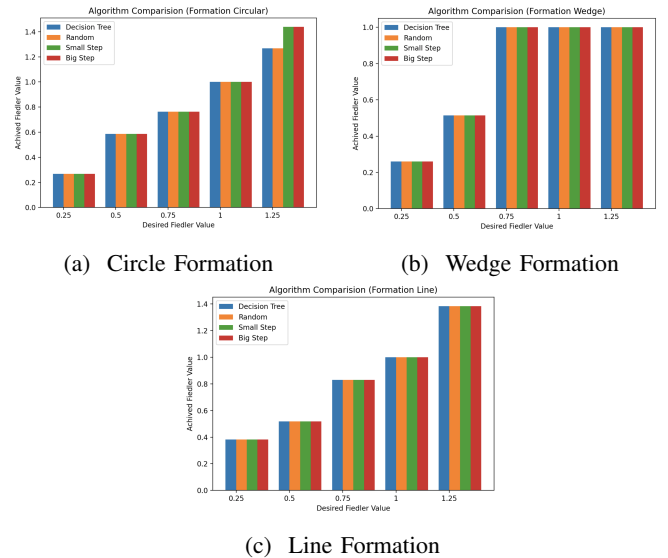 Algorithm Comparision (Formation Circular)
Achived Fiedler Value
1.4
1.2
1.0
0.8
0.6
0.4
0.2
0.0
Decision Tree
Random
Small Step
Big Step
0.25 0.5 0.75 1 1.25
Desired Fiedler Value
(a) Circle Formation
Algorithm Comparision (Formation Wedge)
Achived Fiedler Value
1.0
0.8
0.6
0.4
0.2
0.0
Decision Tree
Random
Small Step
Big Step
0.25 0.5 0.75 1 1.25
Desired Fiedler Value
(b) Wedge Formation
Algorithm Comparision (Formation Line)
Achived Fiedler Value
1.4
1.2
1.0
0.8
0.6
0.4
0.2
0.0
Decision Tree
Random
Small Step
Big Step
0.25 0.5 0.75 1 1.25
Desired Fiedler Value
(c) Line Formation